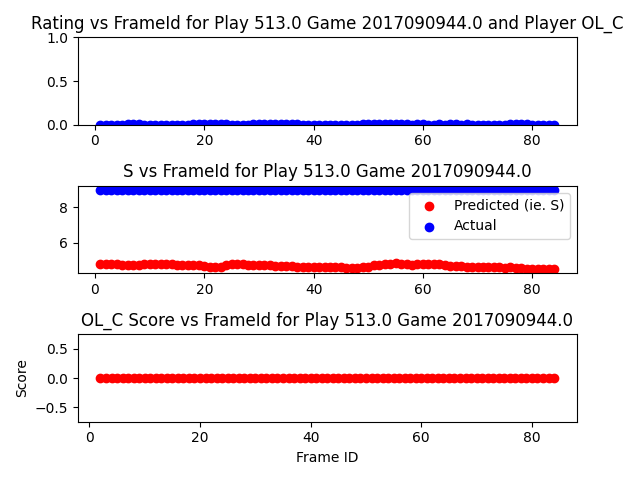 Rating vs FrameId for Play 513.0 Game 2017090944.0 and Player OL_C
1.0
0.5
0.0
0 20 40 60 80
S vs FrameId for Play 513.0 Game 2017090944.0
8
6
Predicted (ie. S)
Actual
0 20 40 60 80
OL_C Score vs FrameId for Play 513.0 Game 2017090944.0
Score
0.5
0.0
−0.5
0 20 40 60 80
Frame ID